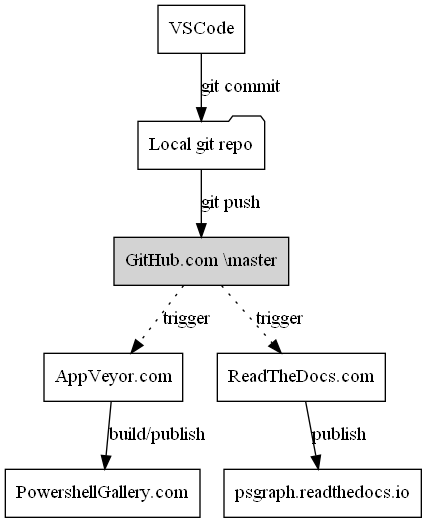 VSCode
git commit
Local git repo
git push
GitHub.com \master
trigger
trigger
AppVeyor.com
ReadTheDocs.com
build/publish
publish
PowershellGallery.com
psgraph.readthedocs.io